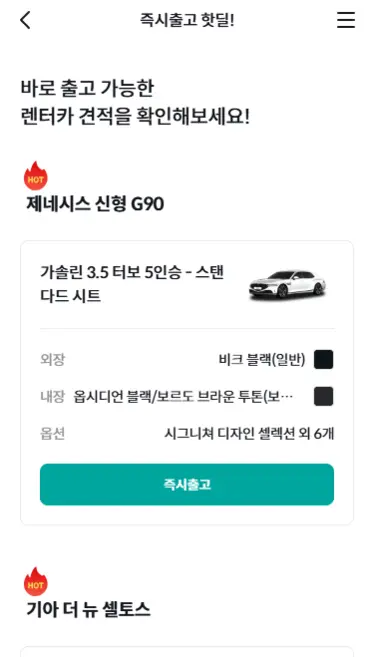 즉시출고 핫딜!
바로 출고 가능한
렌터카 견적을 확인해보세요!
HOT
제네시스 신형 G90
가솔린 3.5 터보 5인승 - 스탠
다드 시트
외장 비크 블랙(일반)
내장 옵시디언 블랙/보르도 브라운 투톤(보···
옵션 시그니쳐 디자인 셀렉션 외 6개
즉시출고
HOT
기아 더 뉴 셀토스